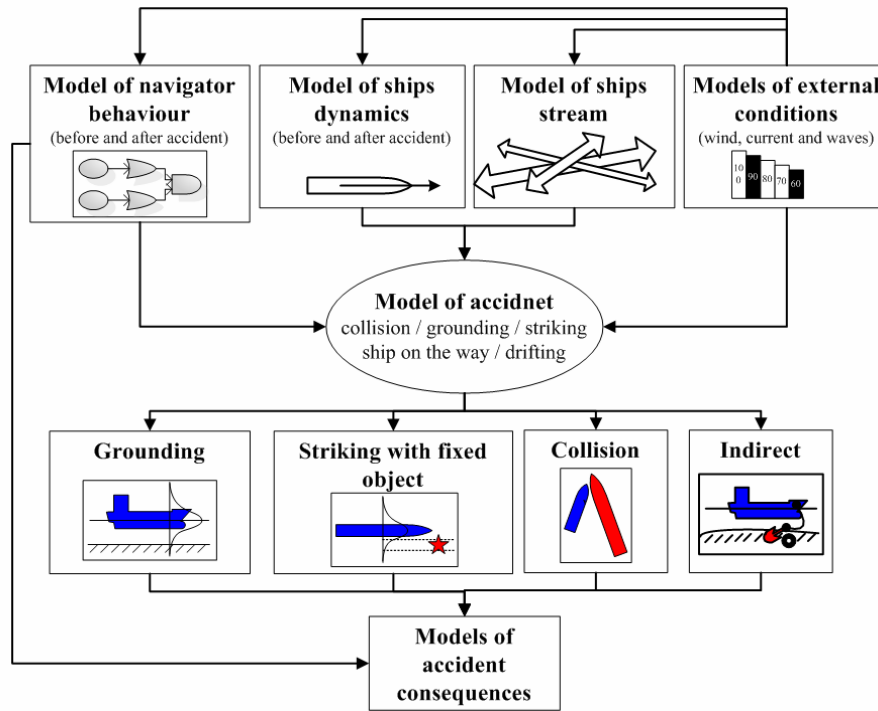 Model of navigator
behaviour
(before and after accident)
Model of ships
dynamics
(before and after accident)
Model of ships
stream
Models of external
conditions
(wind, current and waves)
10
0
90
80
70
60
Model of accidnet
collision / grounding / striking
ship on the way / drifting
Grounding
Striking with fixed
object
Collision
Indirect
Models of
accident
consequences